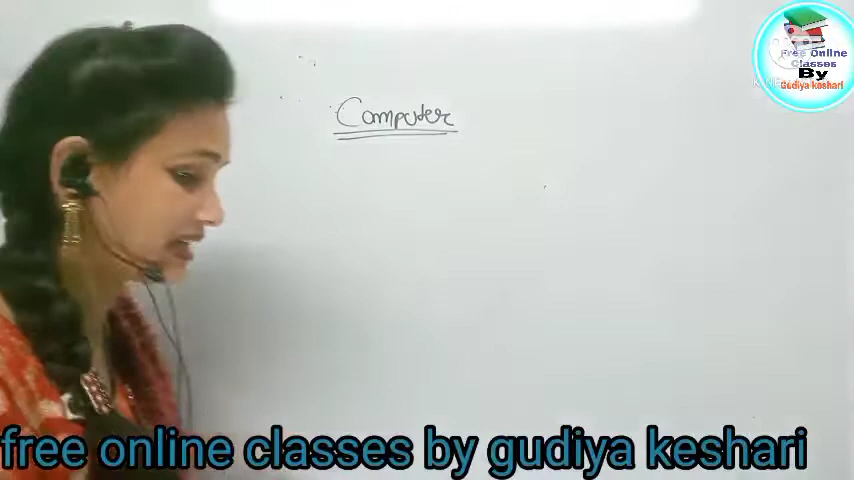 Free Online
Classes
By
Gudiya keshari
Computer
free online classes by gudiya keshari